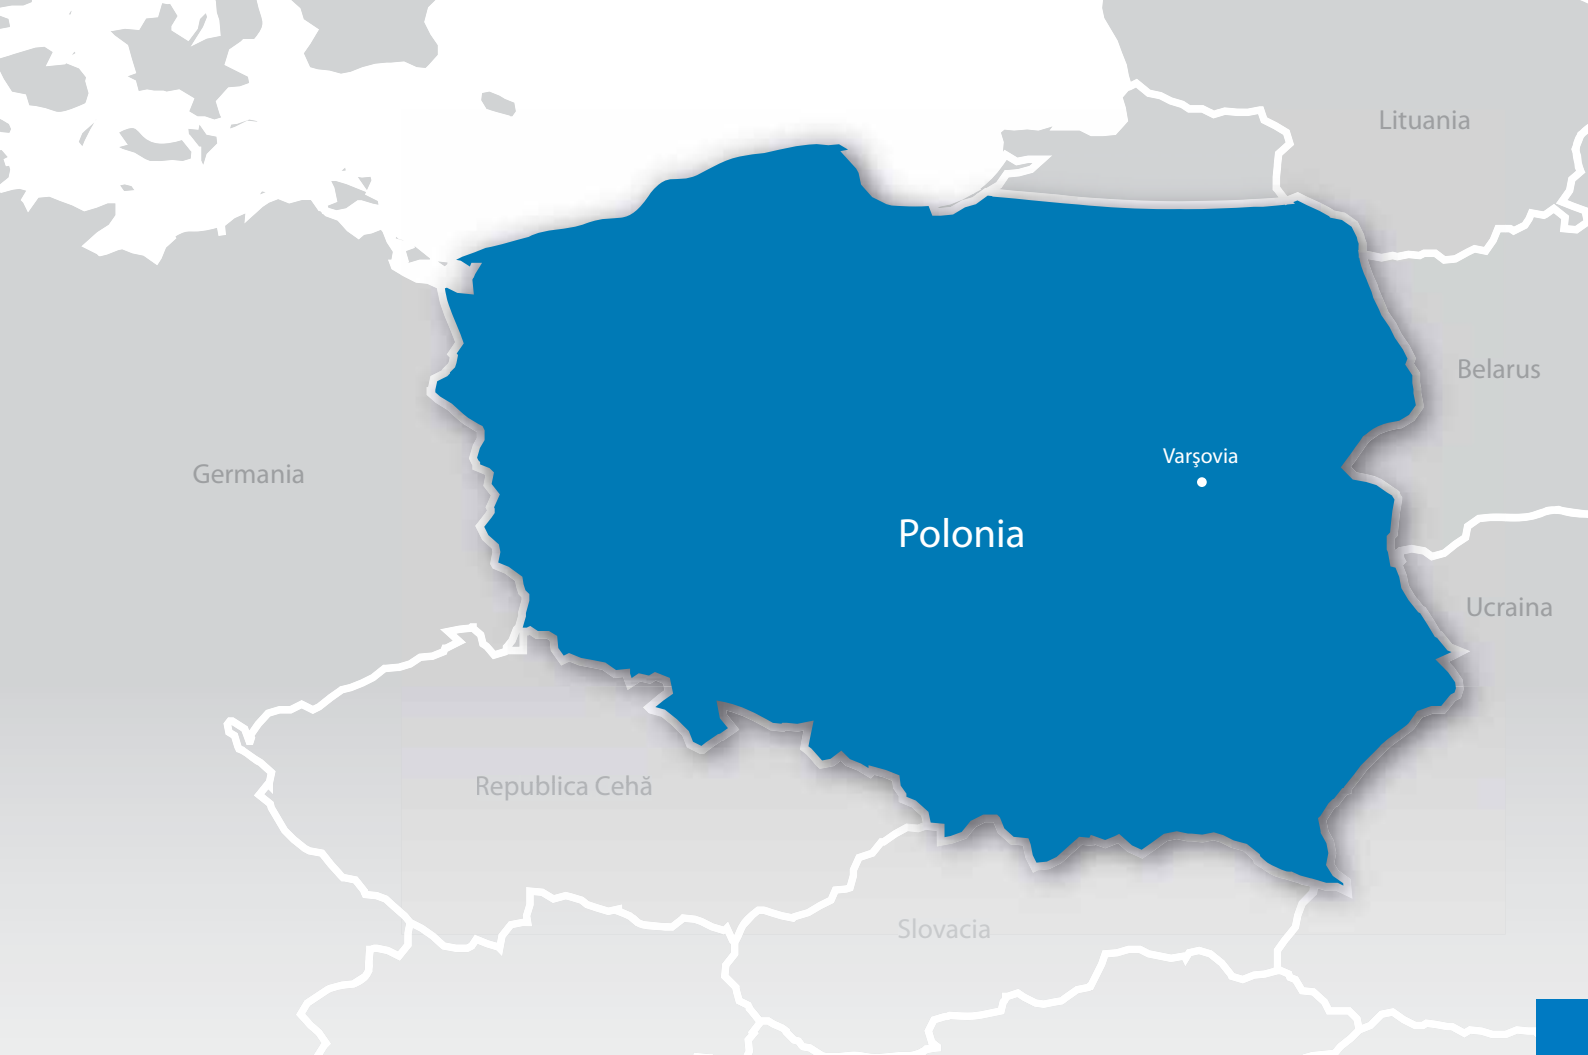 Lituania
Belarus
Varşovia
Germania
Polonia
Ucraina
Republica Cehă
Slovacia